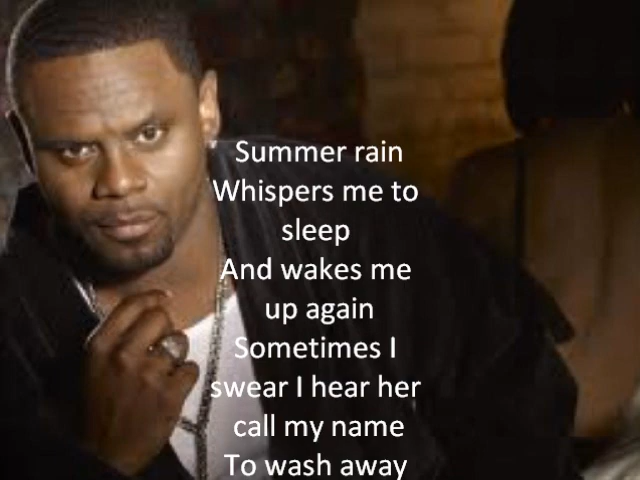 Summer rain
Whispers me to
sleep
And wakes me
up again
Sometimes I
swear I hear her
call my name
To wash away